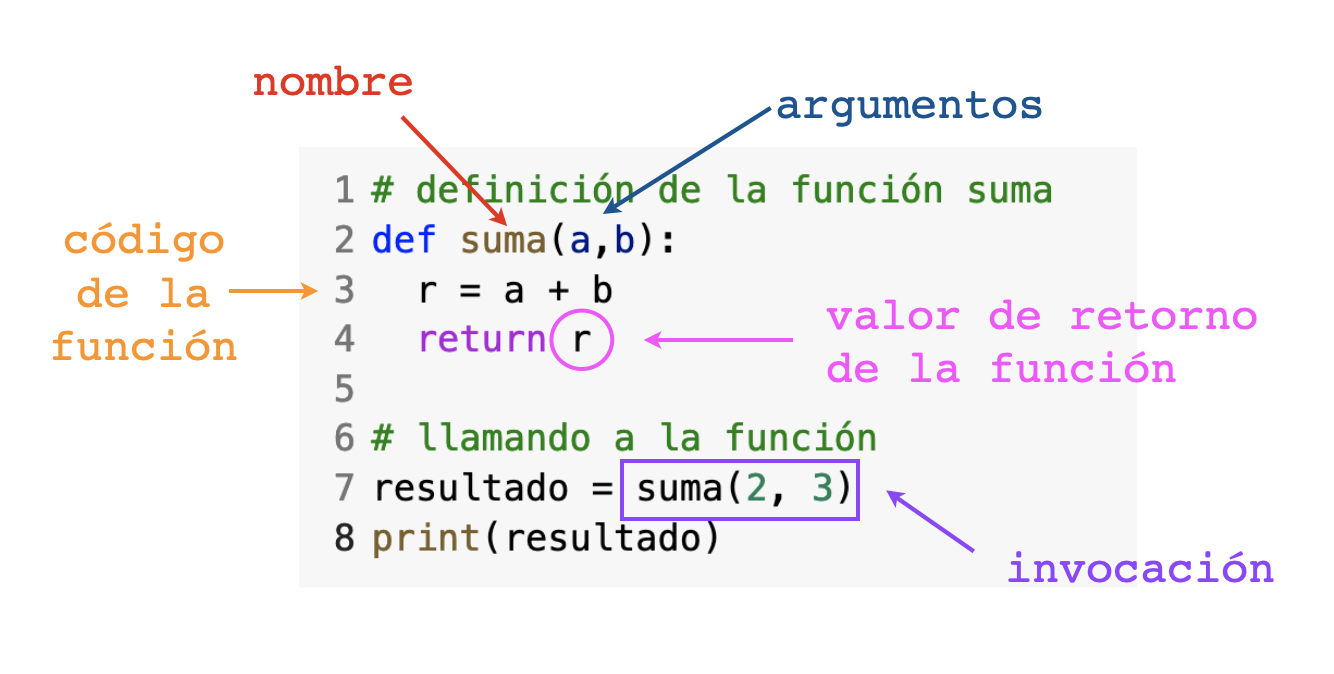 nombre
argumentos
1 # definición de la función suma
2 def suma(a,b):
código
de la
función
3   r = a + b
4   return r
valor de retorno
de la función
5
6 # llamando a la función
7 resultado = suma(2, 3)
8 print(resultado)
invocación